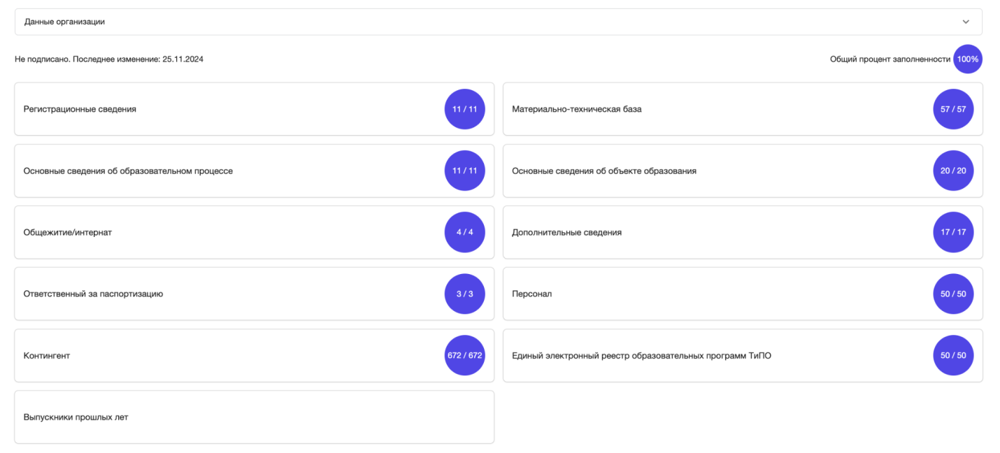 Данные организации
Не подписано. Последнее изменение: 25.11.2024
Общий процент заполненности 100%
Регистрационные сведения 11 / 11
Материально-техническая база 57 / 57
Основные сведения об образовательном процессе 11 / 11
Основные сведения об объекте образования 20 / 20
Общежитие/интернат 4 / 4
Дополнительные сведения 17 / 17
Ответственный за паспортизацию 3 / 3
Персонал 50 / 50
Контингент 672 / 672
Единый электронный реестр образовательных программ ТиПО 50 / 50
Выпускники прошлых лет